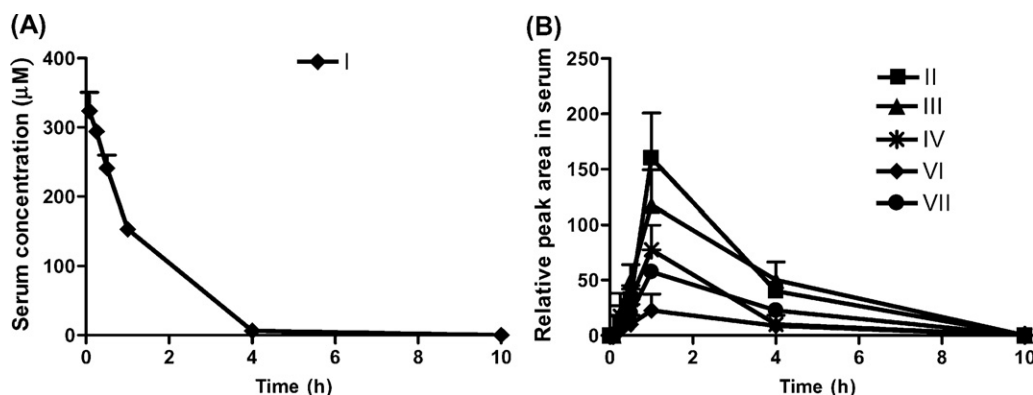 (A)
Serum concentration (μM)
400
300
200
100
0
0 2 4 6 8 10
Time (h)
I
(B)
Relative peak area in serum
250
200
150
100
50
0
0 2 4 6 8 10
Time (h)
II
III
IV
VI
VII